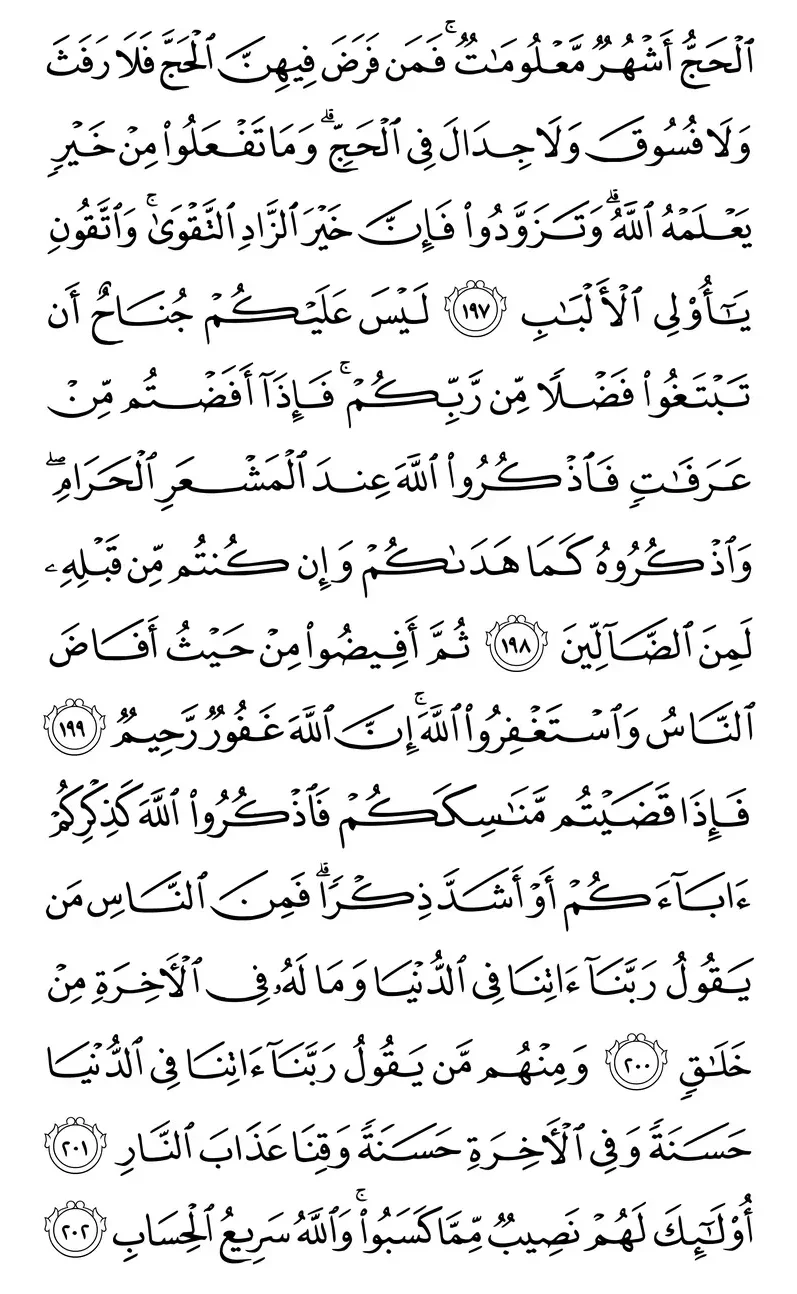 ٱلْحَجُّ أَشْهُرٌ مَّعْلُومَـٰتٌ ۚ فَمَن فَرَضَ فِيهِنَّ ٱلْحَجَّ فَلَا رَفَثَ
وَلَا فُسُوقَ وَلَا جِدَالَ فِى ٱلْحَجِّ ۗ وَمَا تَفْعَلُوا۟ مِنْ خَيْرٍ
يَعْلَمْهُ ٱللَّهُ ۗ وَتَزَوَّدُوا۟ فَإِنَّ خَيْرَ ٱلزَّادِ ٱلتَّقْوَىٰ ۚ وَٱتَّقُونِ
يَـٰٓأُو۟لِى ٱلْأَلْبَـٰبِ ١٩٧ لَيْسَ عَلَيْكُمْ جُنَاحٌ أَن
تَبْتَغُوا۟ فَضْلًا مِّن رَّبِّكُمْ ۚ فَإِذَآ أَفَضْتُم مِّنْ
عَرَفَـٰتٍ فَٱذْكُرُوا۟ ٱللَّهَ عِندَ ٱلْمَشْعَرِ ٱلْحَرَامِ ۖ
وَٱذْكُرُوهُ كَمَا هَدَىٰكُمْ وَإِن كُنتُم مِّن قَبْلِهِۦ
لَمِنَ ٱلضَّآلِّينَ ١٩٨ ثُمَّ أَفِيضُوا۟ مِنْ حَيْثُ أَفَاضَ
ٱلنَّاسُ وَٱسْتَغْفِرُوا۟ ٱللَّهَ ۚ إِنَّ ٱللَّهَ غَفُورٌ رَّحِيمٌ ١٩٩
فَإِذَا قَضَيْتُم مَّنَـٰسِكَكُمْ فَٱذْكُرُوا۟ ٱللَّهَ كَذِكْرِكُمْ
ءَابَآءَكُمْ أَوْ أَشَدَّ ذِكْرًا ۗ فَمِنَ ٱلنَّاسِ مَن
يَقُولُ رَبَّنَآ ءَاتِنَا فِى ٱلدُّنْيَا وَمَا لَهُۥ فِى ٱلْـَٔاخِرَةِ مِنْ
خَلَـٰقٍ ٢٠٠ وَمِنْهُم مَّن يَقُولُ رَبَّنَآ ءَاتِنَا فِى ٱلدُّنْيَا
حَسَنَةً وَفِى ٱلْـَٔاخِرَةِ حَسَنَةً وَقِنَا عَذَابَ ٱلنَّارِ ٢٠١
أُو۟لَـٰٓئِكَ لَهُمْ نَصِيبٌ مِّمَّا كَسَبُوا۟ ۚ وَٱللَّهُ سَرِيعُ ٱلْحِسَابِ ٢٠٢